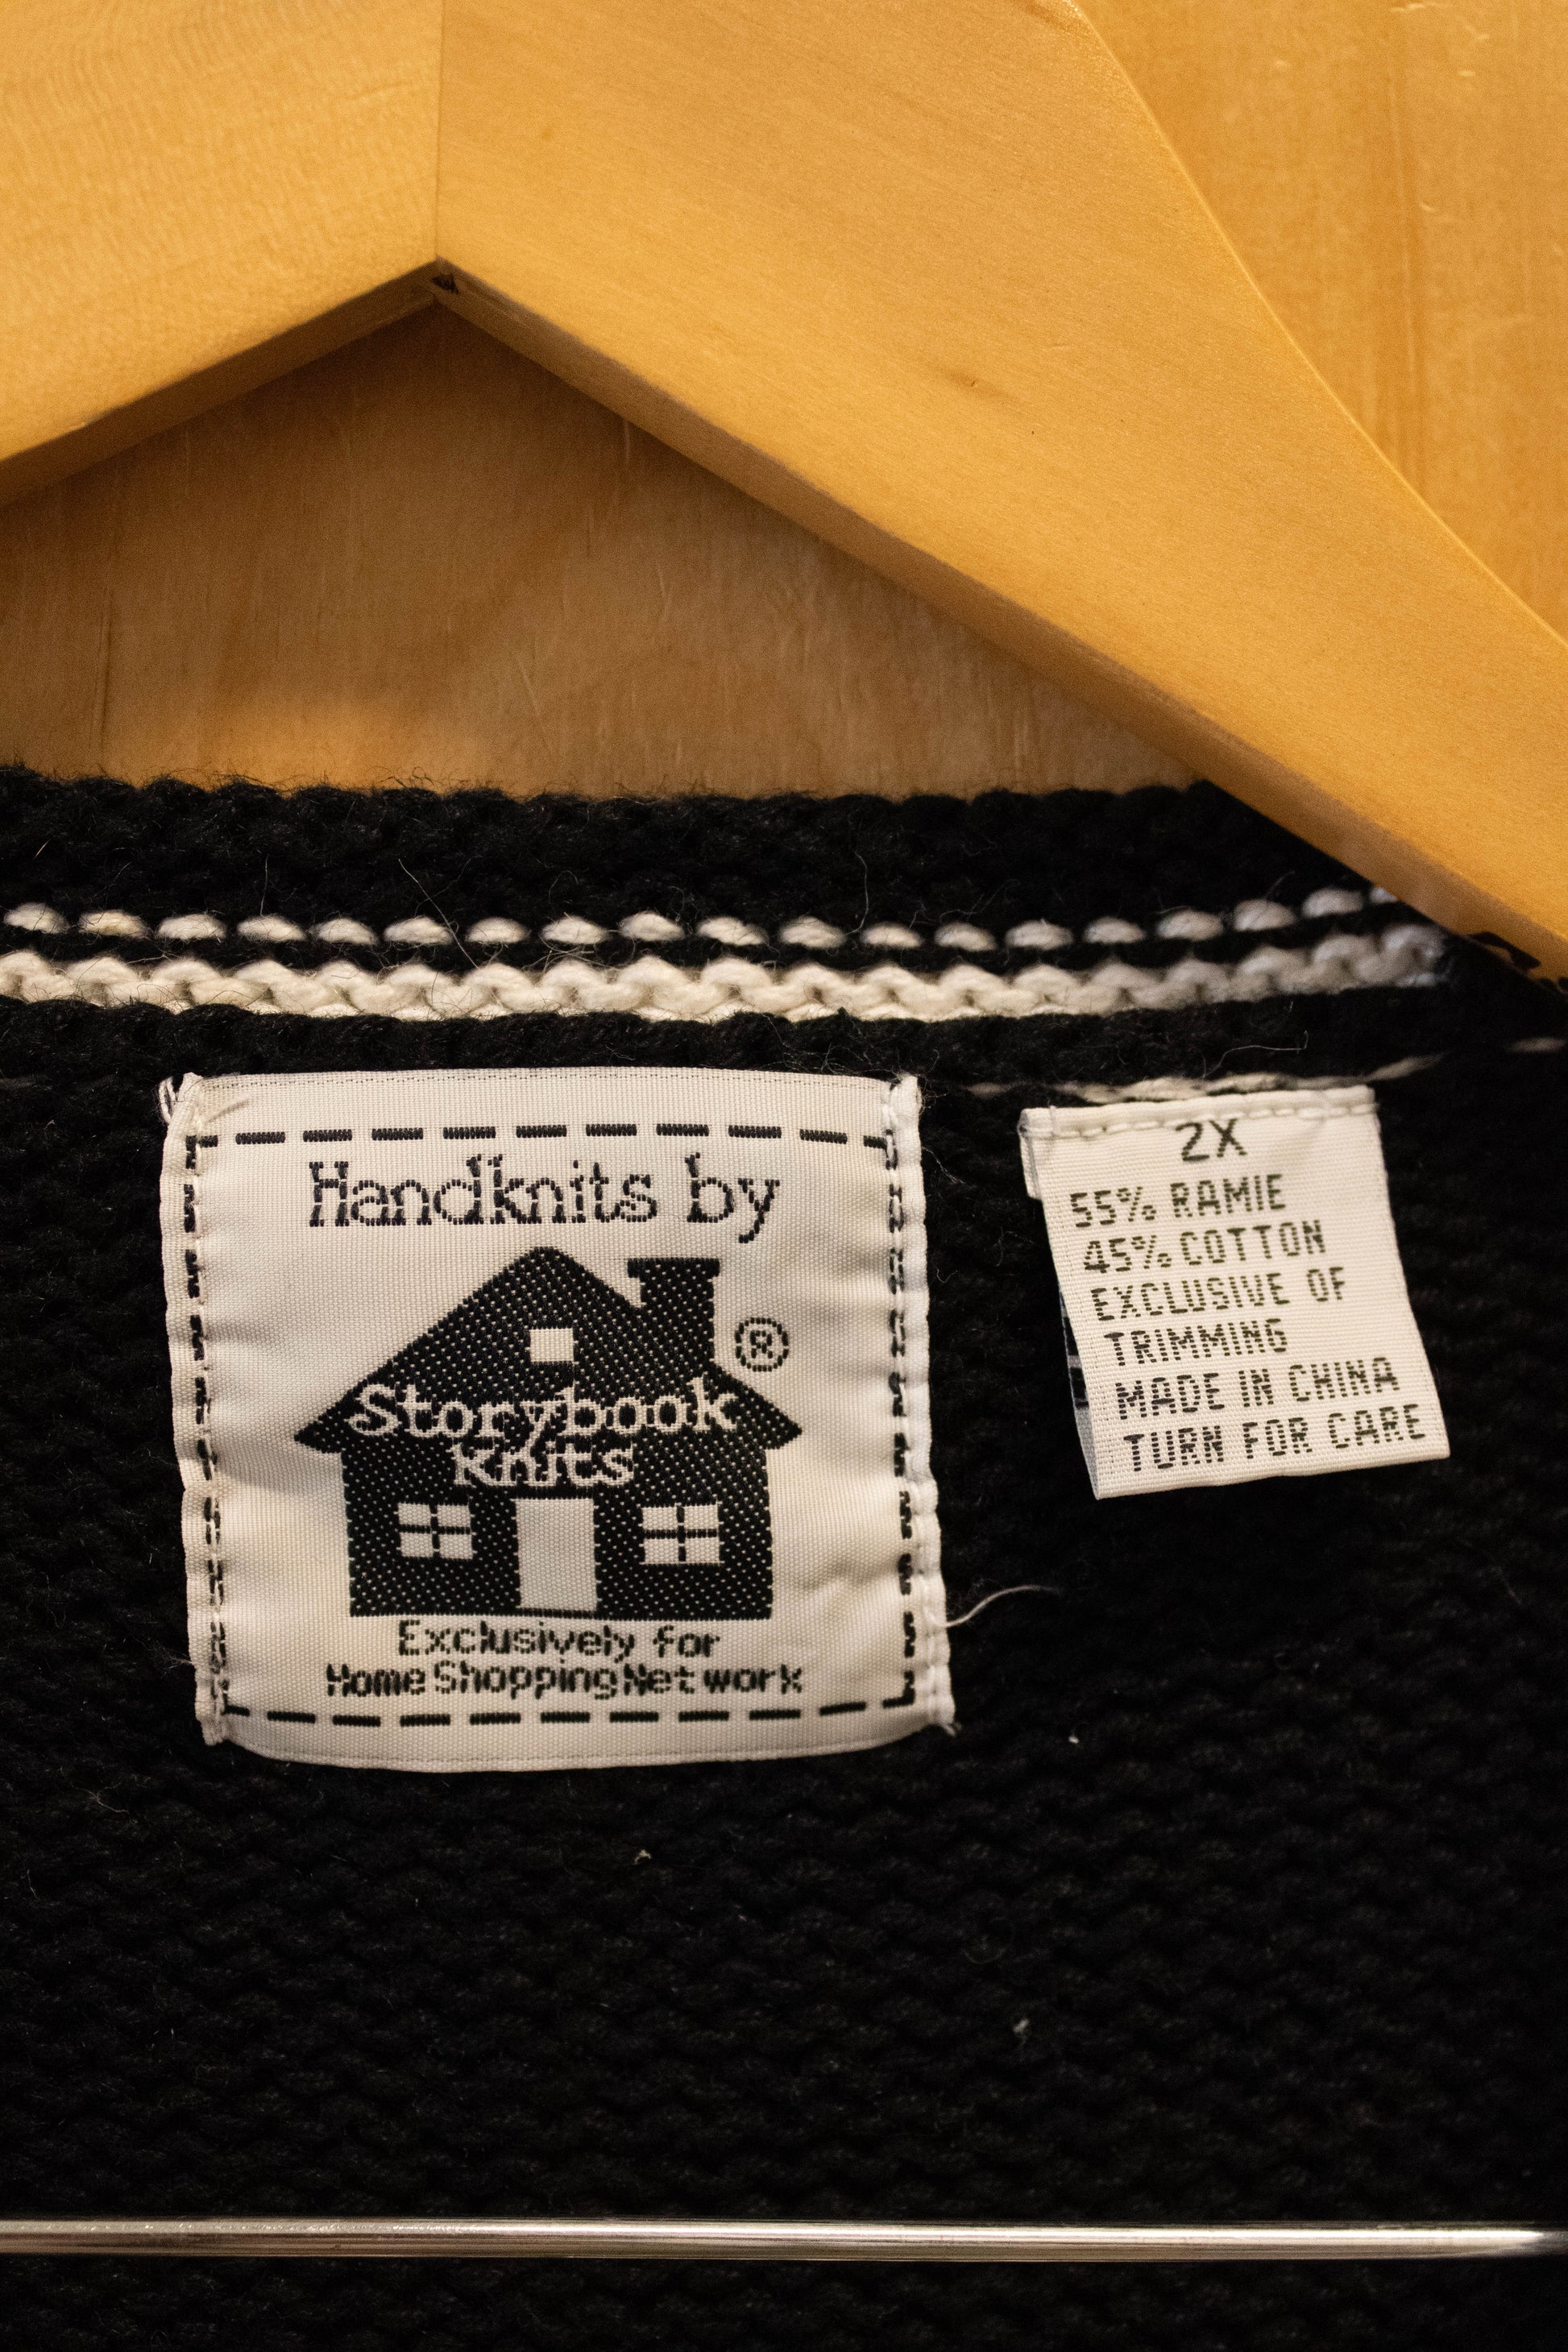 Handknits by
®
Storybook
Knits
Exclusively for
Home Shopping Network
2X
55% RAMIE
45% COTTON
EXCLUSIVE OF
TRIMMING
MADE IN CHINA
TURN FOR CARE